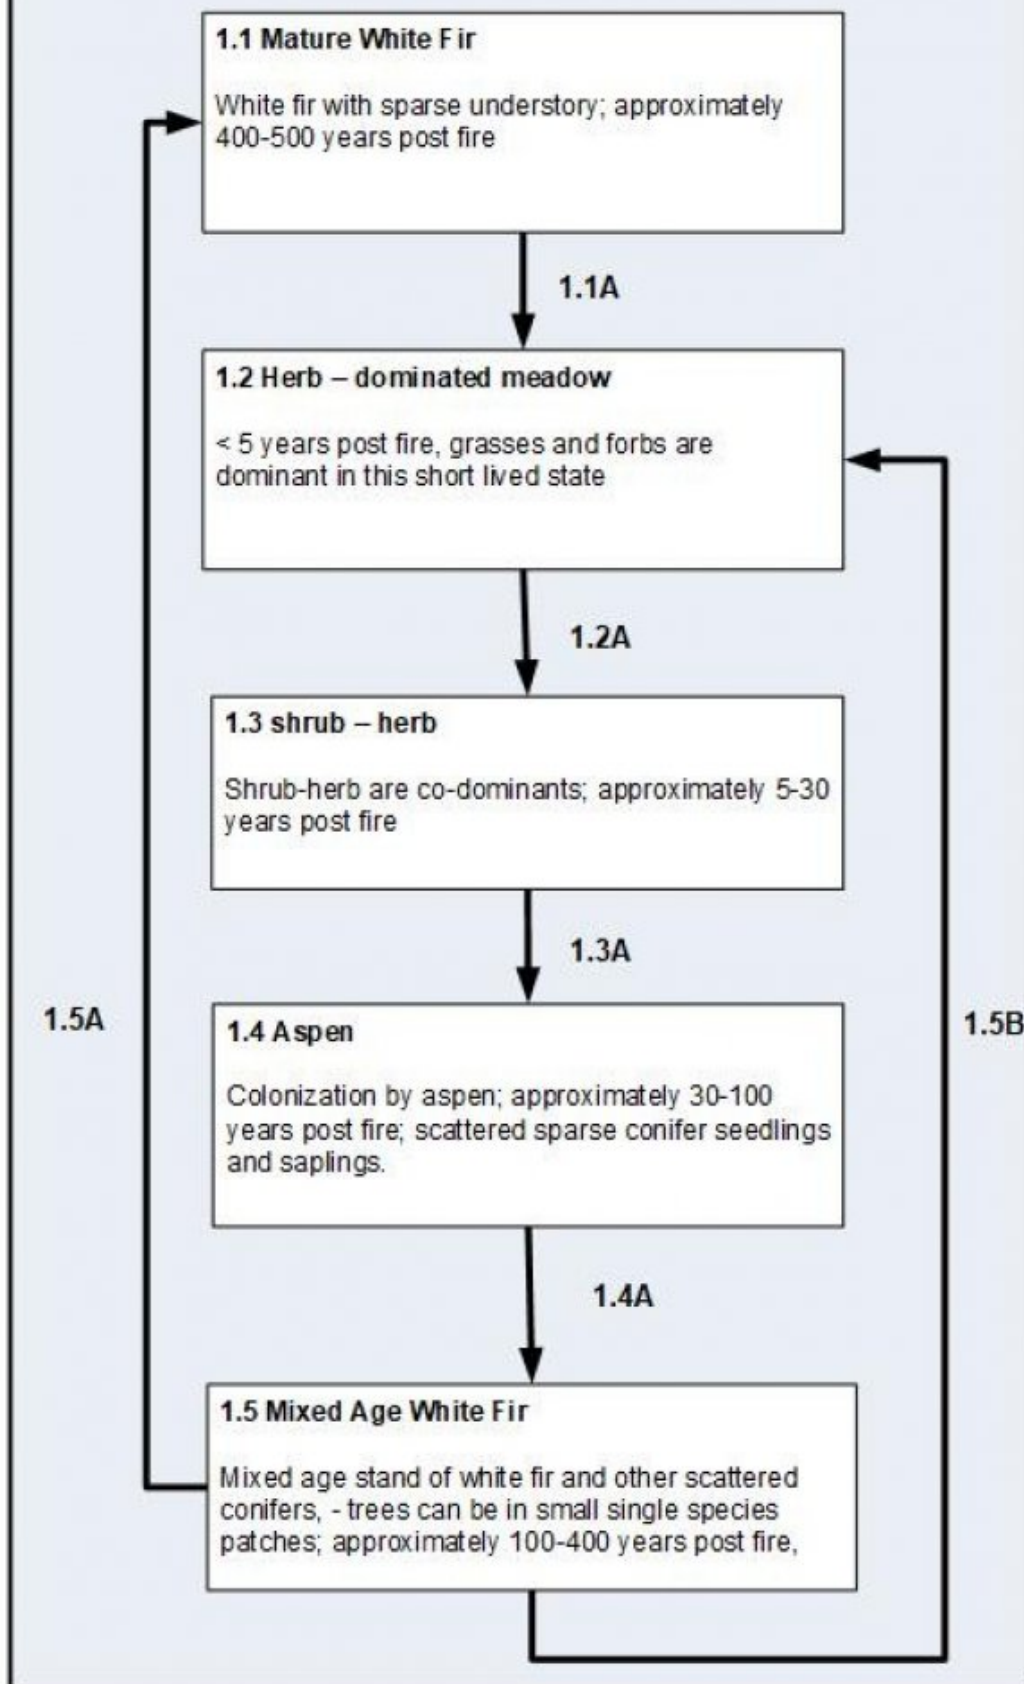 1.1 Mature White Fir
White fir with sparse understory; approximately
400-500 years post fire
1.1A
1.2 Herb – dominated meadow
< 5 years post fire, grasses and forbs are
dominant in this short lived state
1.2A
1.3 shrub – herb
Shrub-herb are co-dominants; approximately 5-30
years post fire
1.3A
1.5A
1.5B
1.4 Aspen
Colonization by aspen; approximately 30-100
years post fire; scattered sparse conifer seedlings
and saplings.
1.4A
1.5 Mixed Age White Fir
Mixed age stand of white fir and other scattered
conifers, - trees can be in small single species
patches; approximately 100-400 years post fire,